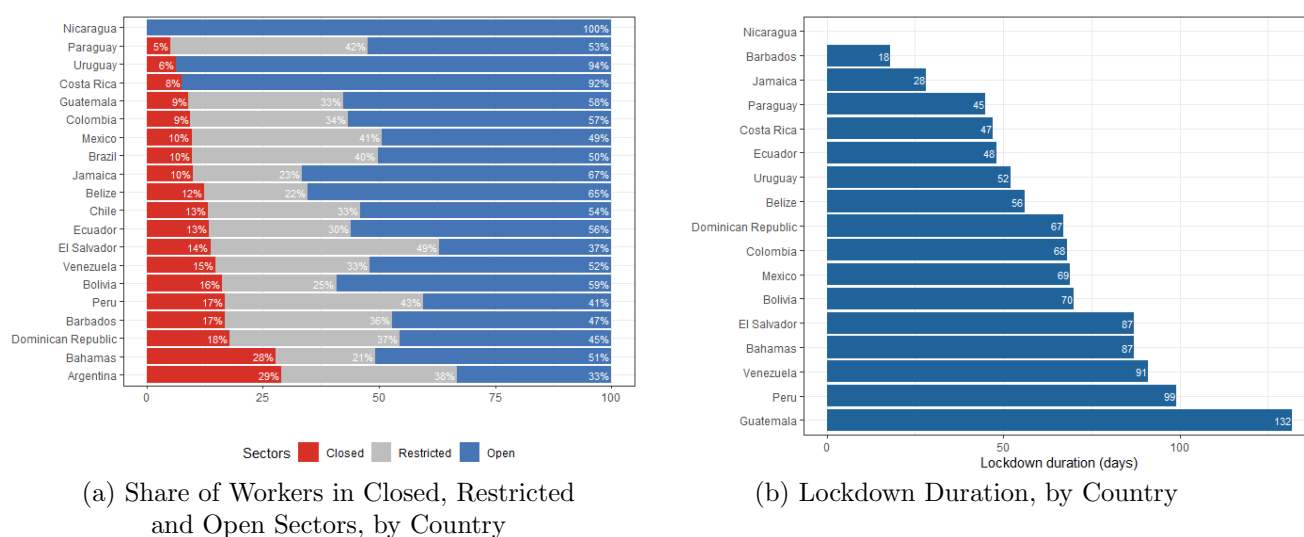 Nicaragua 100%
Paraguay 5% 42% 53%
Uruguay 6% 94%
Costa Rica 8% 92%
Guatemala 9% 33% 58%
Colombia 9% 34% 57%
Mexico 10% 41% 49%
Brazil 10% 40% 50%
Jamaica 10% 23% 67%
Belize 12% 22% 65%
Chile 13% 33% 54%
Ecuador 13% 30% 56%
El Salvador 14% 49% 37%
Venezuela 15% 33% 52%
Bolivia 16% 25% 59%
Peru 17% 43% 41%
Barbados 17% 36% 47%
Dominican Republic 18% 37% 45%
Bahamas 28% 21% 51%
Argentina 29% 38% 33%
0 25 50 75 100
Sectors Closed Restricted Open
(a) Share of Workers in Closed, Restricted
and Open Sectors, by Country
Nicaragua
Barbados 18
Jamaica 28
Paraguay 45
Costa Rica 47
Ecuador 48
Uruguay 52
Belize 56
Dominican Republic 67
Colombia 68
Mexico 69
Bolivia 70
El Salvador 87
Bahamas 87
Venezuela 91
Peru 99
Guatemala 132
0 50 100
Lockdown duration (days)
(b) Lockdown Duration, by Country